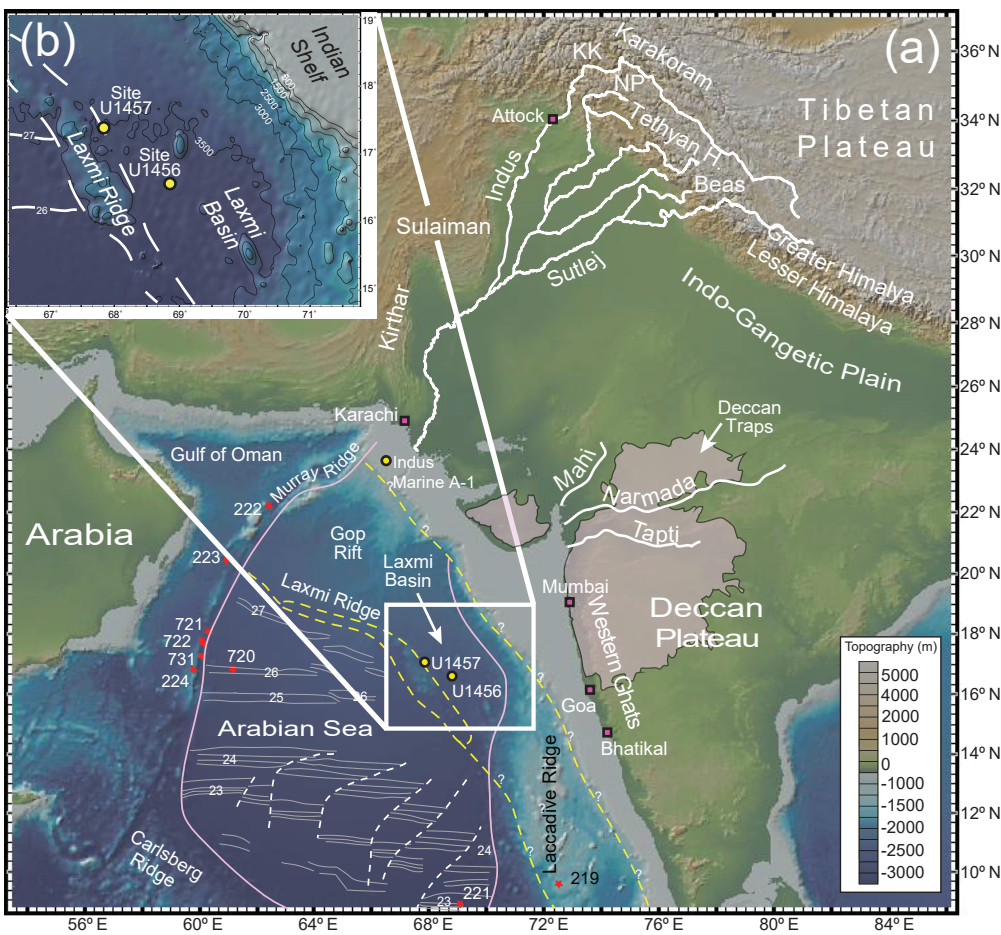 (b)
Indian
Shelf
600
1500
2500
3000
3500
Site
U1457
Site
U1456
Laxmi Ridge
Laxmi
Basin
27
26
19°
18°
17°
16°
15°
67°
68°
69°
70°
71°
(a)
KK
Karakoram
NP
Attock
Tethyan H.
Tibetan
Plateau
Indus
Beas
Sulaiman
Greater Himalya
Lesser Himalaya
Sutlej
Kirthar
Indo-Gangetic Plain
Karachi
Deccan
Traps
Gulf of Oman
Murray Ridge
Indus
Marine A-1
Mahi
Narmada
Tapti
222
Gop
Rift
Arabia
223
Laxmi
Basin
Laxmi Ridge
Mumbai
Deccan
Plateau
Western Ghats
27
721
722
731
720
224
U1457
U1456
26
26
25
Goa
Bhatikal
Arabian Sea
24
23
Laccadive Ridge
Carlsberg
Ridge
24
219
221
23
?
?
?
?
?
?
?
?
?
Topography (m)
5000
4000
2000
1000
0
-1000
-1500
-2000
-2500
-3000
36° N
34° N
32° N
30° N
28° N
26° N
24° N
22° N
20° N
18° N
16° N
14° N
12° N
10° N
56° E
60° E
64° E
68° E
72° E
76° E
80° E
84° E